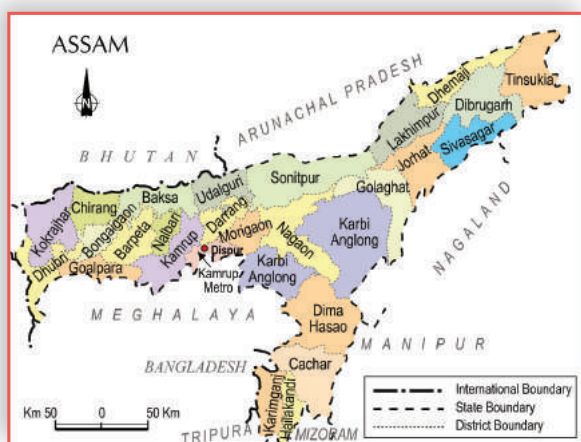 ASSAM
N
ARUNACHAL PRADESH
BHUTAN
Tinsukia
Dhemaji
Dibrugarh
Lakhimpur
Sivasagar
Jorhat
Sonitpur
Udalguri
Golaghat
Baksa
Chirang
Kokrajhar
Bongaigaon
Barpeta
Nalbari
Darrang
Morigaon
Nagaon
Karbi
Anglong
NAGALAND
Dhubri
Goalpara
Kamrup
Dispur
Kamrup
Metro
Karbi
Anglong
MEGHALAYA
Dima
Hasao
MANIPUR
BANGLADESH
Cachar
Karimganj
Hailakandi
TRIPURA
MIZORAM
Km 50 0 50 Km
International Boundary
State Boundary
District Boundary